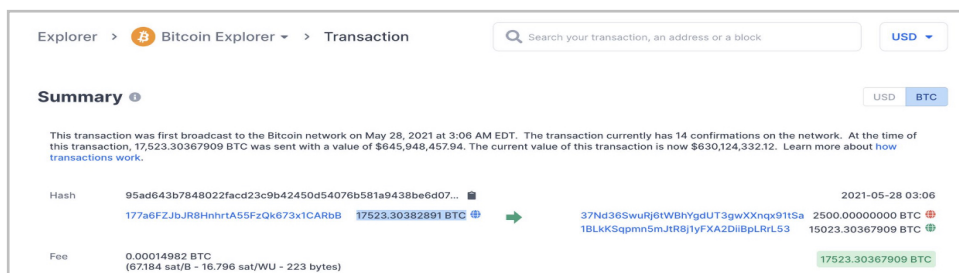 Explorer > Bitcoin Explorer > Transaction
Search your transaction, an address or a block
USD
Summary
USD BTC
This transaction was first broadcast to the Bitcoin network on May 28, 2021 at 3:06 AM EDT. The transaction currently has 14 confirmations on the network. At the time of
this transaction, 17,523.30367909 BTC was sent with a value of $645,948,457.94. The current value of this transaction is now $630,124,332.12. Learn more about how
transactions work.
Hash 95ad643b7848022facd23c9b42450d54076b581a9438be6d07... 2021-05-28 03:06
177a6FZJbJR8HnhrtA55FzQk673x1CARbB 17523.30382891 BTC 37Nd36SwuRj6tWBhYgdUT3gwXXnqx91tSa 2500.00000000 BTC
1BLkKSqpmn5mJtR8j1yFXA2DiiBpLRrL53 15023.30367909 BTC
Fee 0.00014982 BTC 17523.30367909 BTC
(67.184 sat/B - 16.796 sat/WU - 223 bytes)